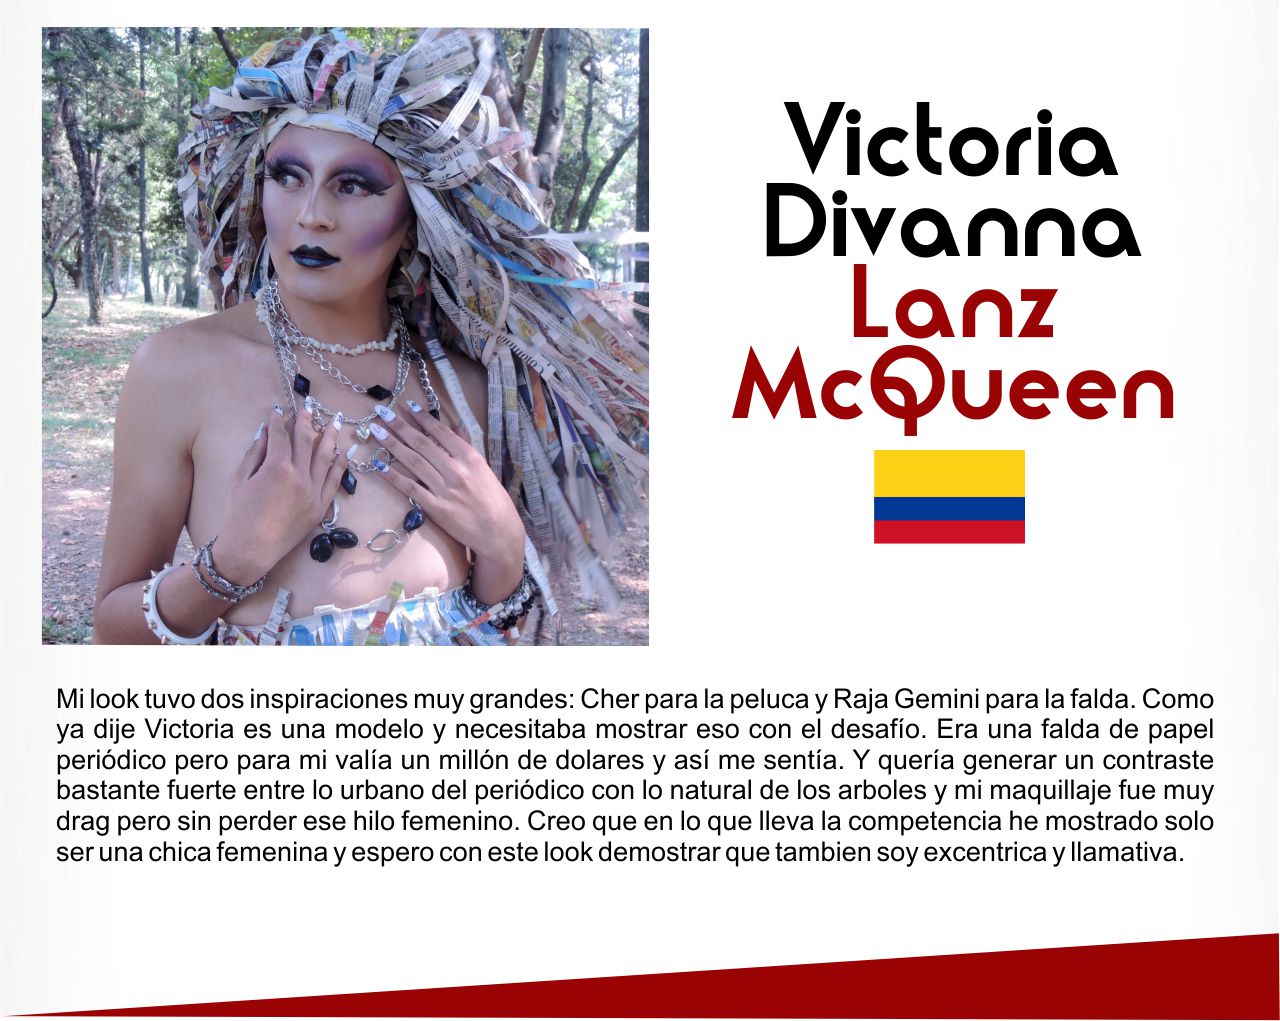 Victoria
Divanna
Lanz
McQueen
Mi look tuvo dos inspiraciones muy grandes: Cher para la peluca y Raja Gemini para la falda. Como
ya dije Victoria es una modelo y necesitaba mostrar eso con el desafío. Era una falda de papel
periódico pero para mi valía un millón de dolares y así me sentía. Y quería generar un contraste
bastante fuerte entre lo urbano del periódico con lo natural de los arboles y mi maquillaje fue muy
drag pero sin perder ese hilo femenino. Creo que en lo que lleva la competencia he mostrado solo
ser una chica femenina y espero con este look demostrar que tambien soy excentrica y llamativa.